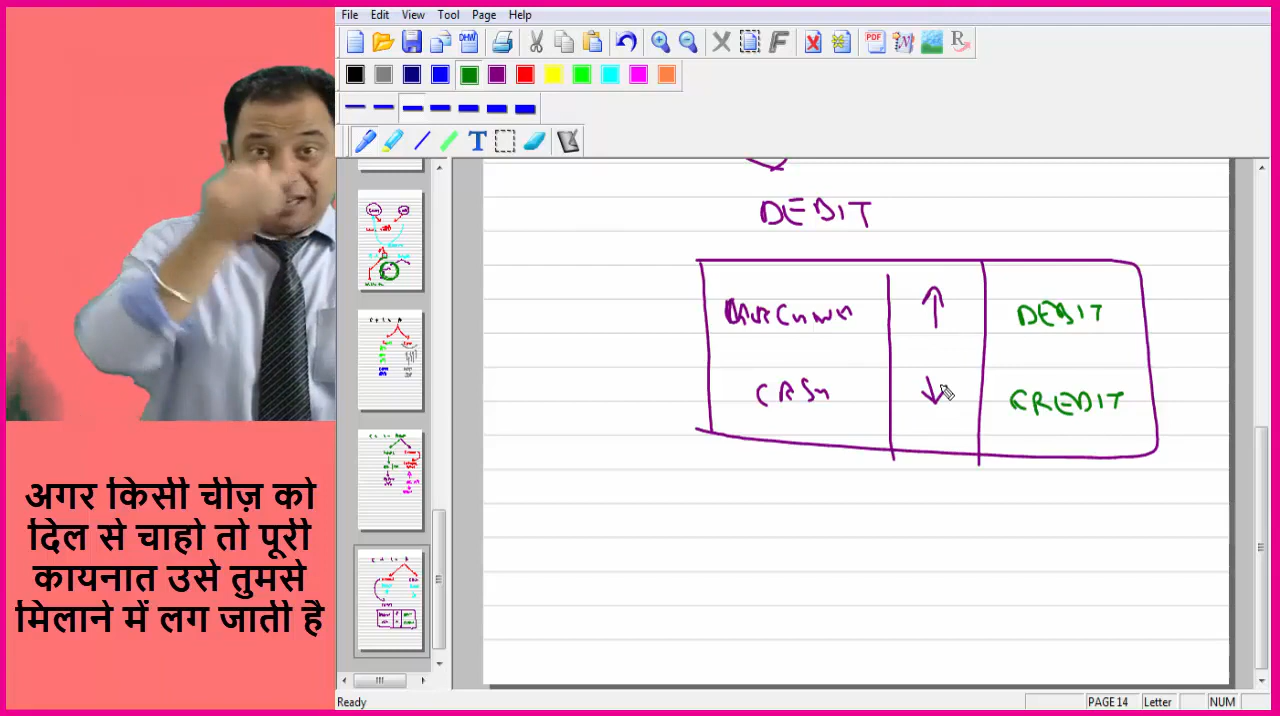 File Edit View Tool Page Help
PDF
DEBIT
↑ DEBIT
CASH ↓ CREDIT
अगर किसी चीज़ को
दिल से चाहो तो पूरी
कायनात उसे तुमसे
मिलाने में लग जाती है
Ready PAGE 14 Letter NUM